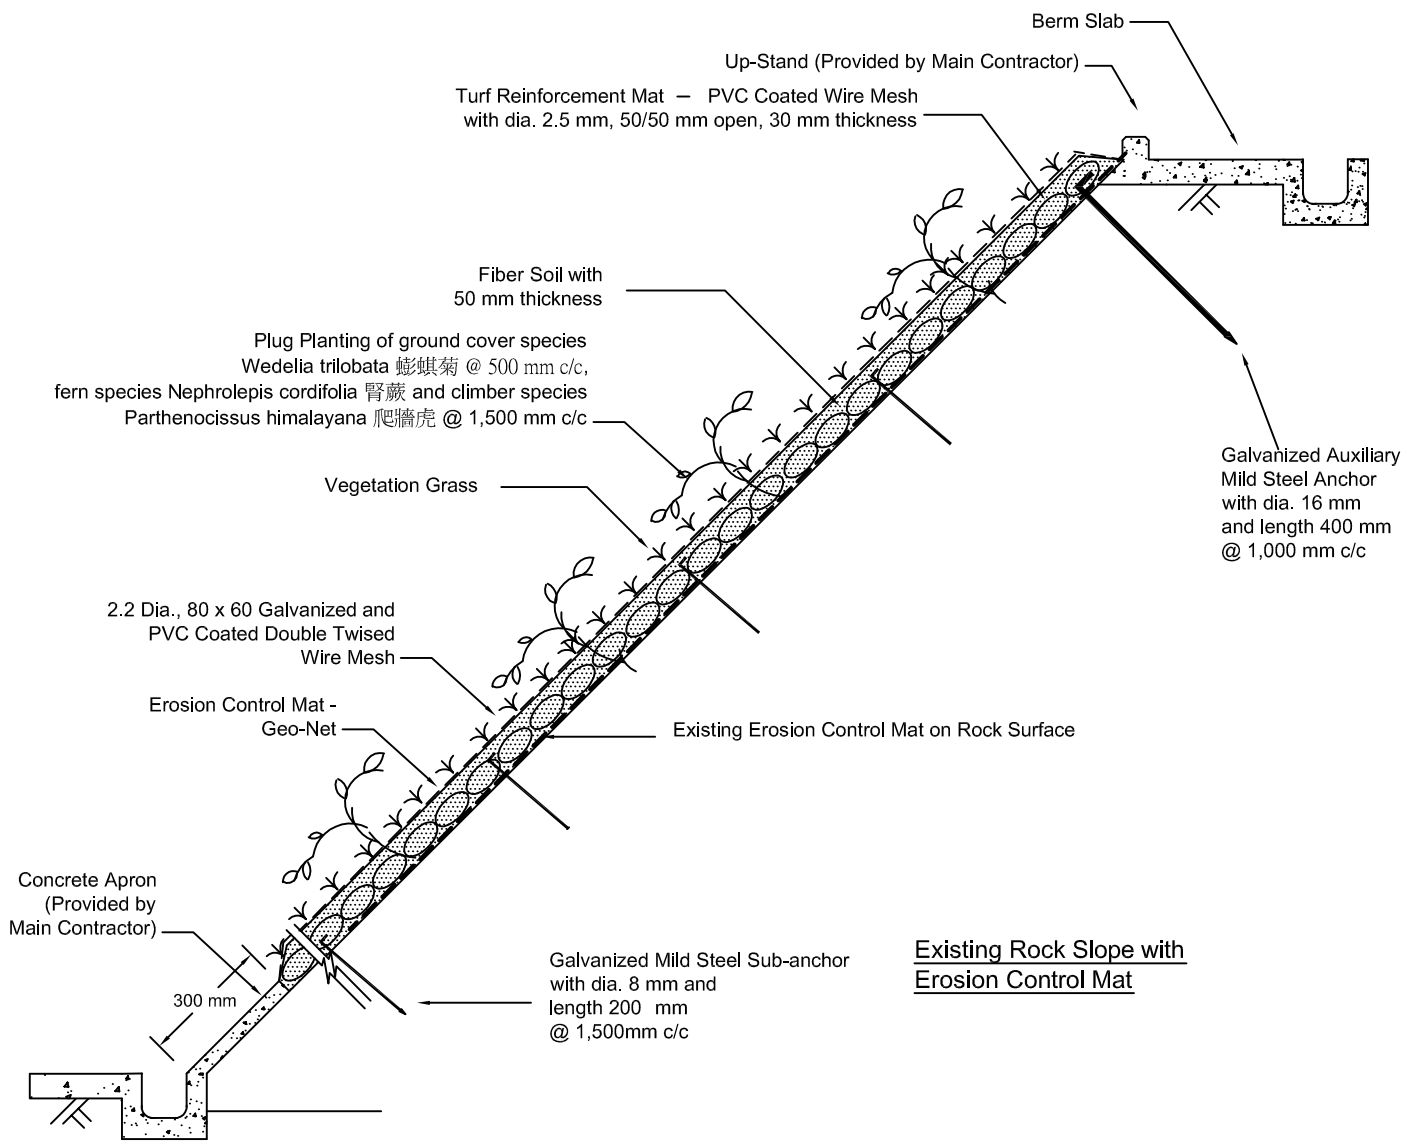 Berm Slab
Up-Stand (Provided by Main Contractor)
Turf Reinforcement Mat – PVC Coated Wire Mesh
with dia. 2.5 mm, 50/50 mm open, 30 mm thickness
Fiber Soil with
50 mm thickness
Plug Planting of ground cover species
Wedelia trilobata 蟛蜞菊 @ 500 mm c/c,
fern species Nephrolepis cordifolia 腎蕨 and climber species
Parthenocissus himalayana 爬牆虎 @ 1,500 mm c/c
Galvanized Auxiliary
Mild Steel Anchor
with dia. 16 mm
and length 400 mm
@ 1,000 mm c/c
Vegetation Grass
2.2 Dia., 80 x 60 Galvanized and
PVC Coated Double Twised
Wire Mesh
Erosion Control Mat -
Geo-Net
Existing Erosion Control Mat on Rock Surface
Concrete Apron
(Provided by
Main Contractor)
300 mm
Galvanized Mild Steel Sub-anchor
with dia. 8 mm and
length 200 mm
@ 1,500mm c/c
Existing Rock Slope with
Erosion Control Mat